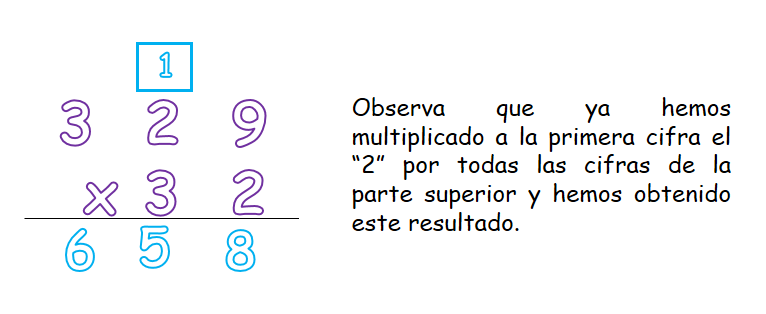 1
3 2 9
x 3 2
6 5 8
Observa que ya hemos
multiplicado a la primera cifra el
“2” por todas las cifras de la
parte superior y hemos obtenido
este resultado.